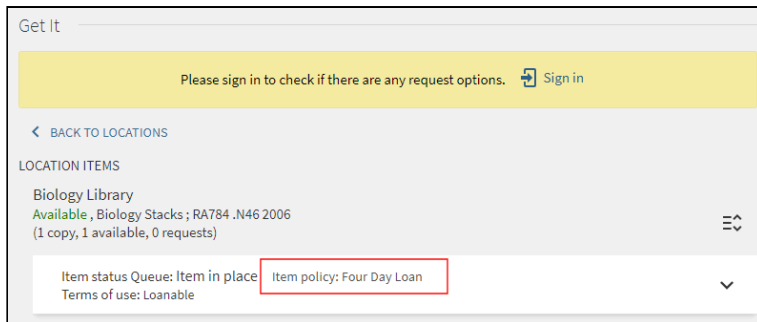 Get It
Please sign in to check if there are any request options. Sign in
BACK TO LOCATIONS
LOCATION ITEMS
Biology Library
Available , Biology Stacks ; RA784 .N46 2006
(1 copy, 1 available, 0 requests)
Item status Queue: Item in place Item policy: Four Day Loan
Terms of use: Loanable